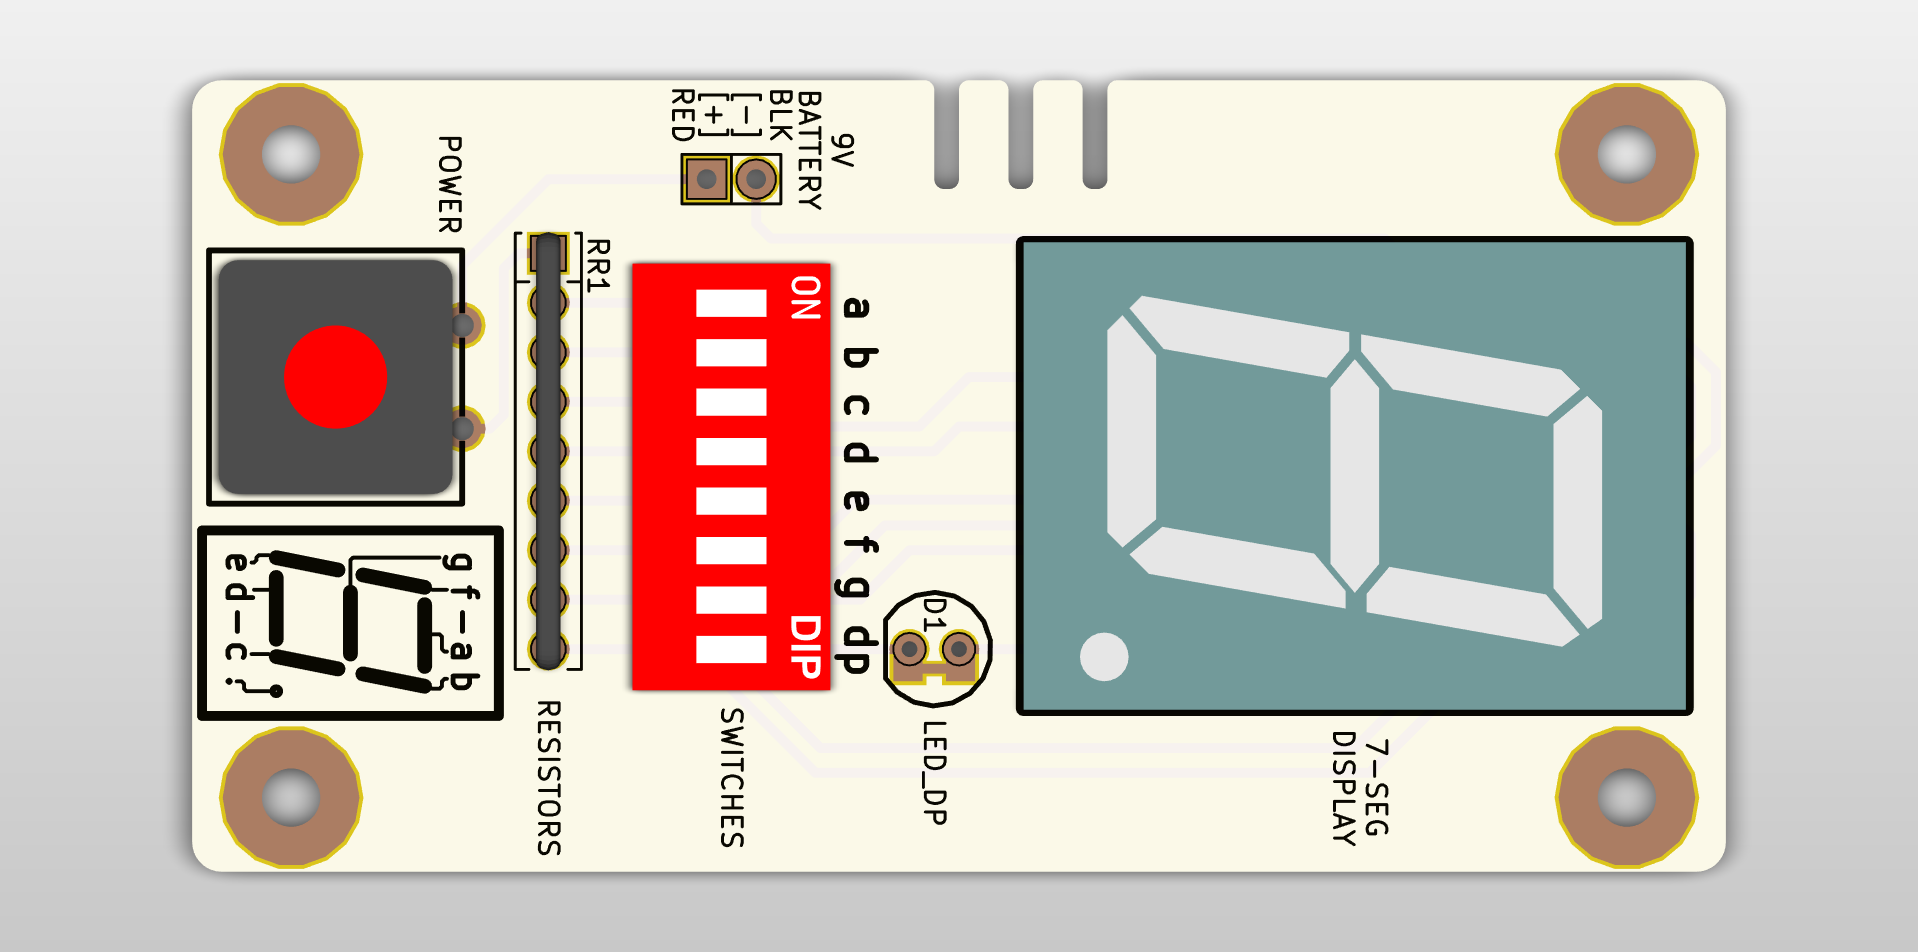 9V
BATTERY
BLK
[-]
[+]
RED
POWER
RR1
ON
DIP
a
b
c
d
e
f
g
dp
D1
g
f
a
b
e
d
c
RESISTORS
SWITCHES
LED_DP
7-SEG
DISPLAY